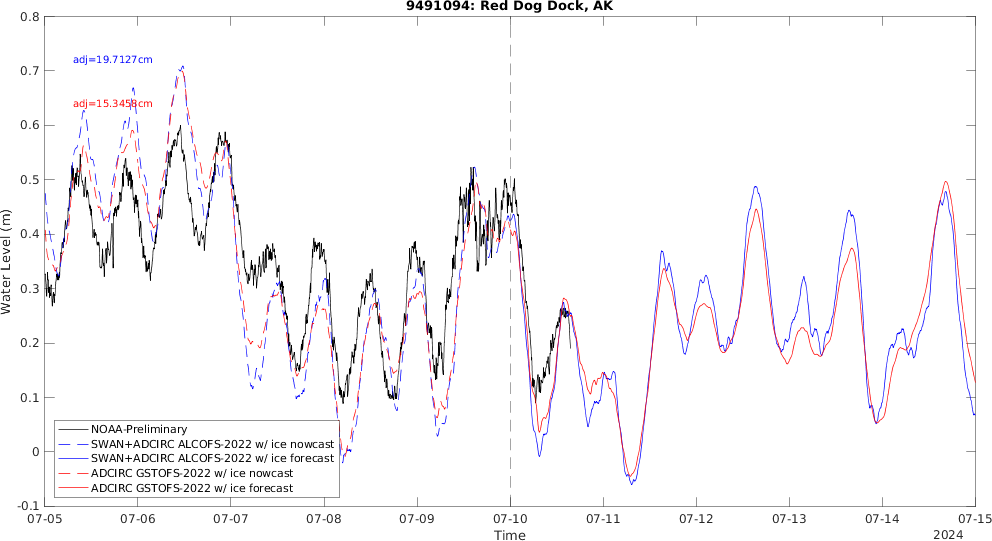 9491094: Red Dog Dock, AK
0.8
0.7
0.6
0.5
0.4
0.3
0.2
0.1
0
-0.1
Water Level (m)
adj=19.7127cm
adj=15.3458cm
NOAA-Preliminary
SWAN+ADCIRC ALCOFS-2022 w/ ice nowcast
SWAN+ADCIRC ALCOFS-2022 w/ ice forecast
ADCIRC GSTOFS-2022 w/ ice nowcast
ADCIRC GSTOFS-2022 w/ ice forecast
07-05 07-06 07-07 07-08 07-09 07-10 07-11 07-12 07-13 07-14 07-15
Time
2024